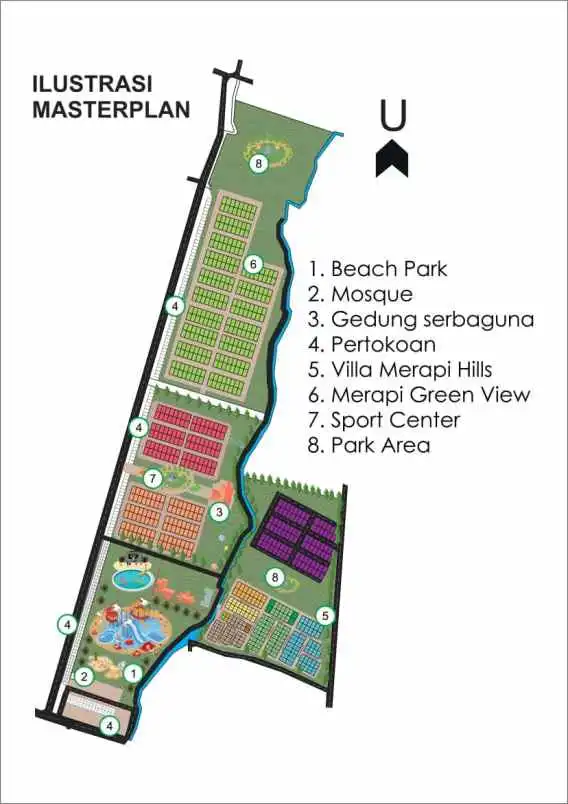 ILUSTRASI
MASTERPLAN
U
1. Beach Park
2. Mosque
3. Gedung serbaguna
4. Pertokoan
5. Villa Merapi Hills
6. Merapi Green View
7. Sport Center
8. Park Area
8
6
4
4
7
3
8
5
4
2
1
4